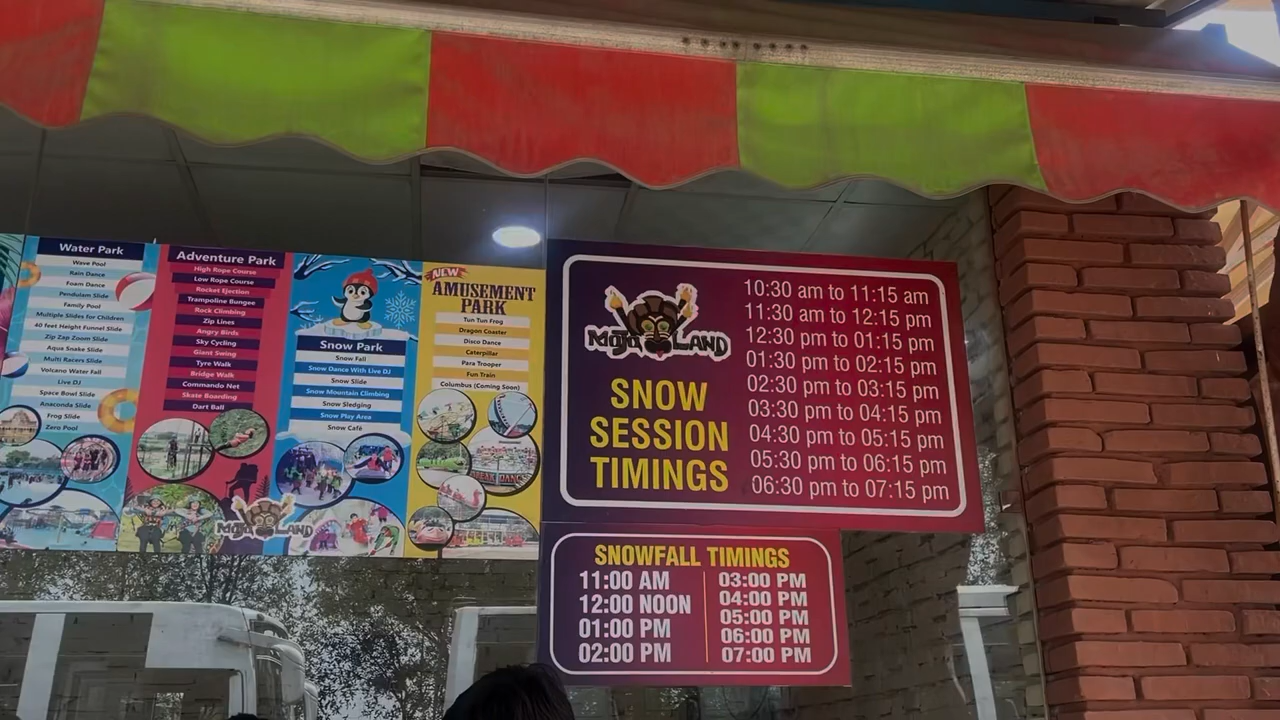 Water Park
Wave Pool
Rain Dance
Foam Dance
Pendulam Slide
Family Pool
Multiple Slides for Children
40 feet Height Funnel Slide
Zip Zap Zoom Slide
Aqua Snake Slide
Multi Racers Slide
Volcano Water Fall
Live DJ
Space Bowl Slide
Anaconda Slide
Frog Slide
Zero Pool
Adventure Park
High Rope Course
Low Rope Course
Rocket Ejection
Trampoline Bungee
Rock Climbing
Zip Lines
Angry Birds
Sky Cycling
Giant Swing
Tyre Walk
Bridge Walk
Commando Net
Skate Boarding
Dart Ball
MOJO LAND
Snow Park
Snow Fall
Snow Dance With Live DJ
Snow Slide
Snow Mountain Climbing
Snow Sledging
Snow Play Area
Snow Café
NEW
AMUSEMENT
PARK
Tun Tun Frog
Dragon Coaster
Disco Dance
Caterpillar
Para Trooper
Fun Train
Columbus (Coming Soon)
MOJO LAND
SNOW
SESSION
TIMINGS
10:30 am to 11:15 am
11:30 am to 12:15 pm
12:30 pm to 01:15 pm
01:30 pm to 02:15 pm
02:30 pm to 03:15 pm
03:30 pm to 04:15 pm
04:30 pm to 05:15 pm
05:30 pm to 06:15 pm
06:30 pm to 07:15 pm
SNOWFALL TIMINGS
11:00 AM
12:00 NOON
01:00 PM
02:00 PM
03:00 PM
04:00 PM
05:00 PM
06:00 PM
07:00 PM